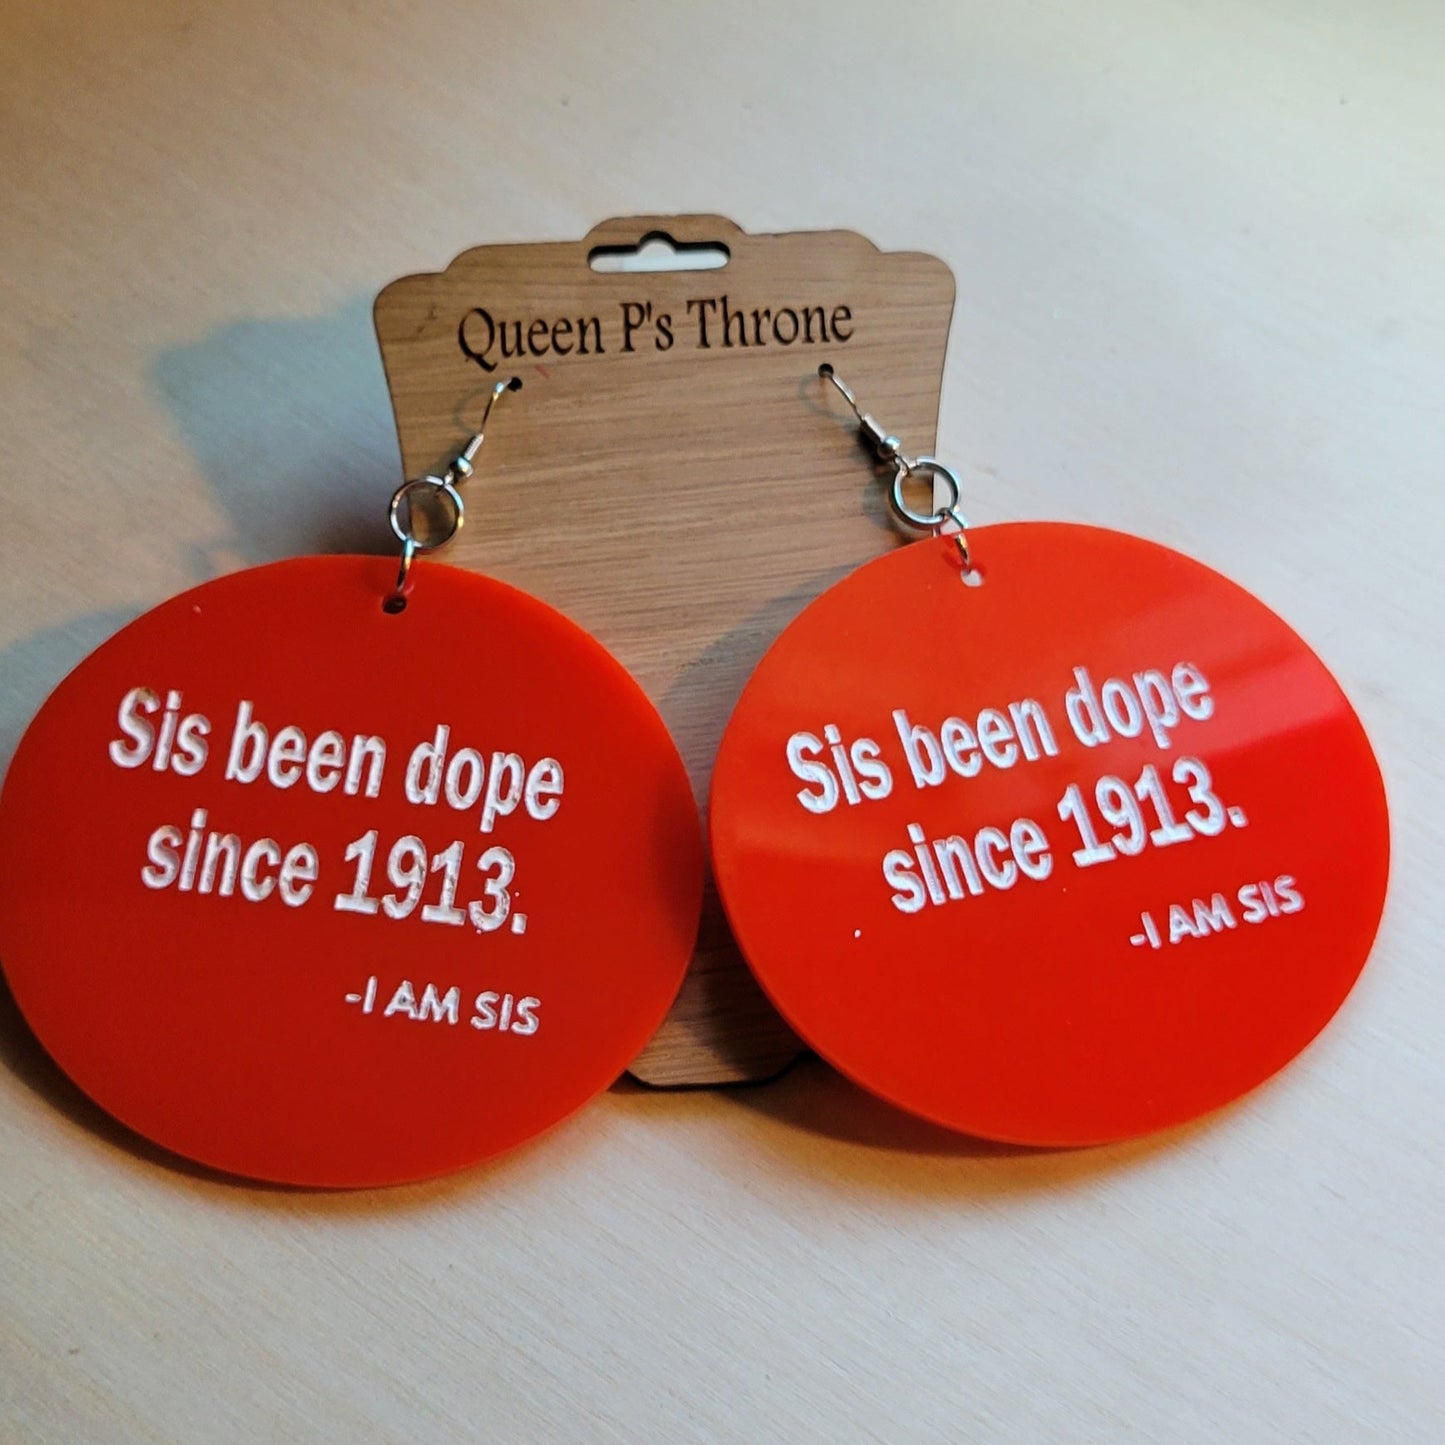 Queen P's Throne
Sis been dope
since 1913.
-I AM SIS
Sis been dope
since 1913.
-I AM SIS